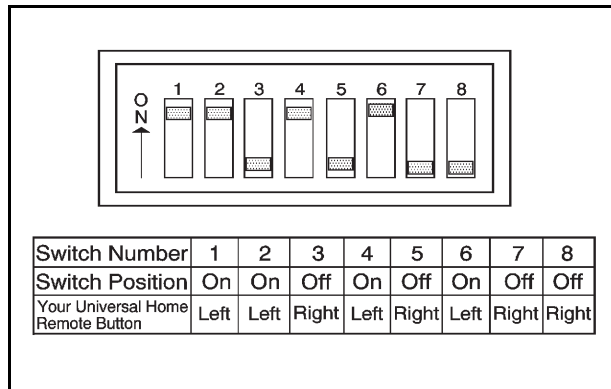 1 2 3 4 5 6 7 8
ON
Switch Number 1 2 3 4 5 6 7 8
Switch Position On On Off On Off On Off Off
Your Universal Home
Remote Button Left Left Right Left Right Left Right Right